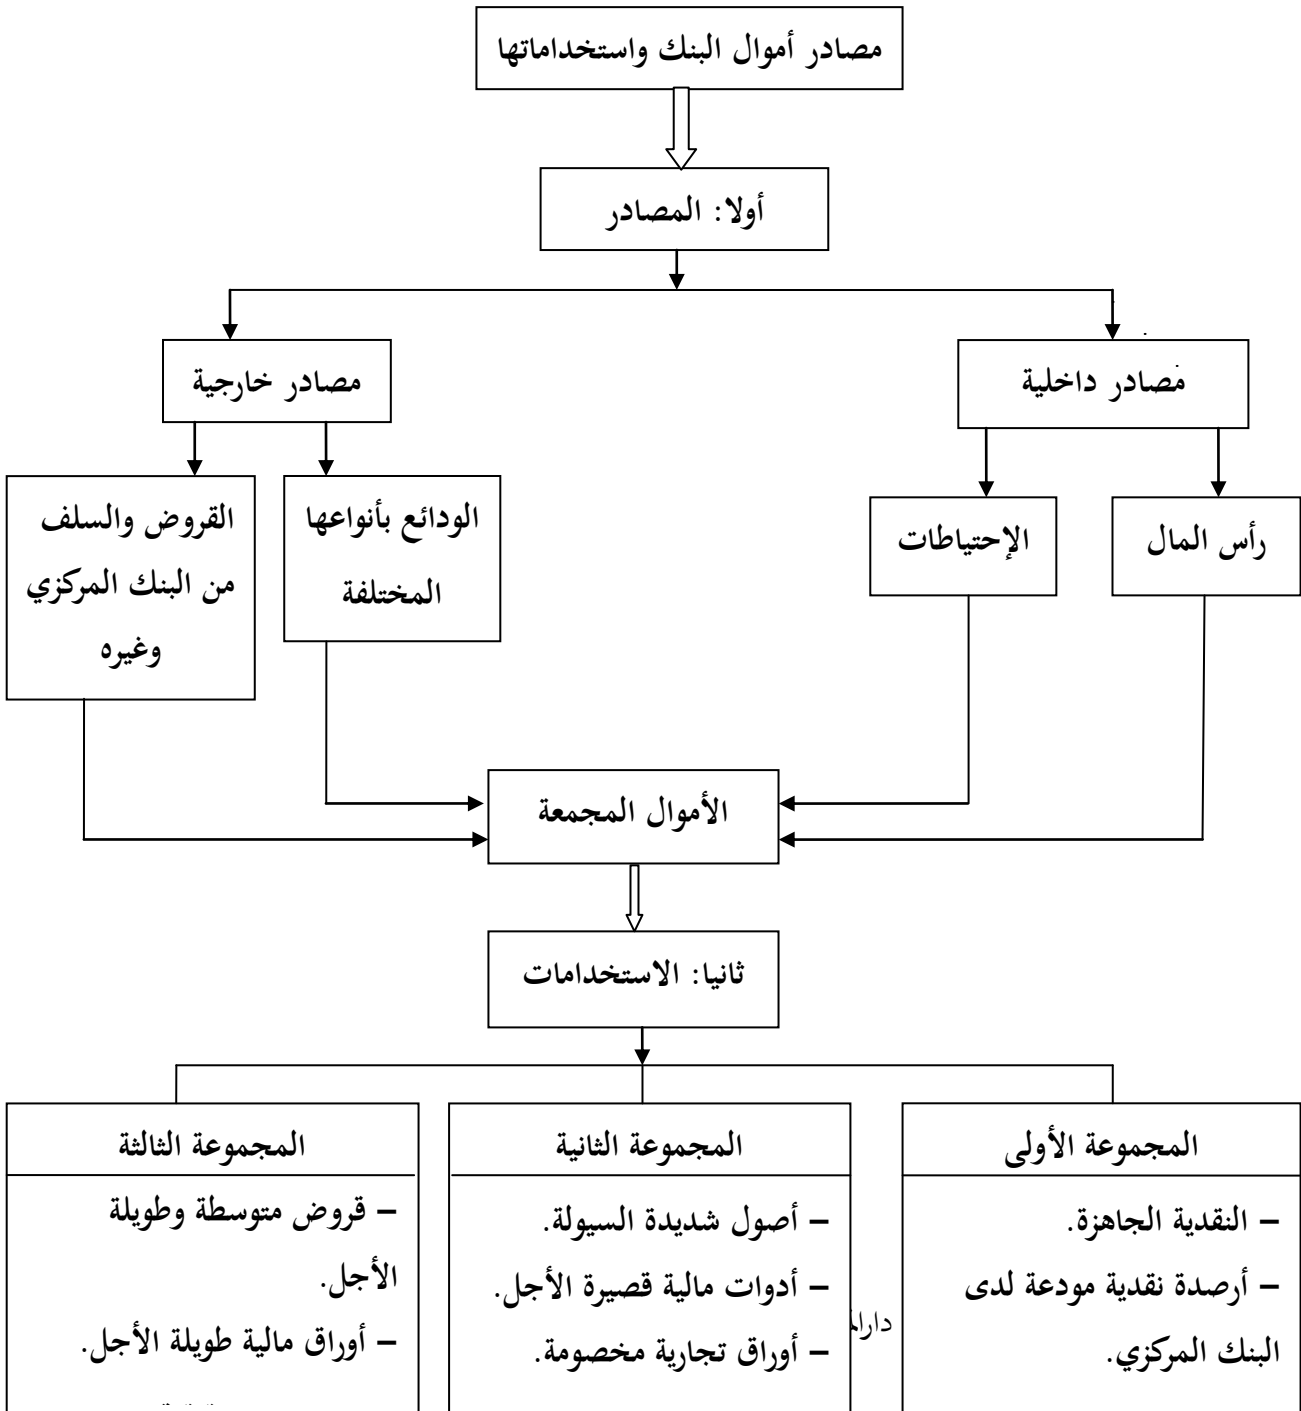 مصادر أموال البنك واستخداماتها
أولا: المصادر
مصادر داخلية
مصادر خارجية
رأس المال
الإحتياطات
الودائع بأنواعها
المختلفة
القروض والسلف
من البنك المركزي
وغيره
الأموال المجمعة
ثانيا: الاستخدامات
المجموعة الأولى
– النقدية الجاهزة.
– أرصدة نقدية مودعة لدى
البنك المركزي.
المجموعة الثانية
– أصول شديدة السيولة.
– أدوات مالية قصيرة الأجل.
– أوراق تجارية مخصومة.
المجموعة الثالثة
– قروض متوسطة وطويلة
الأجل.
– أوراق مالية طويلة الأجل.